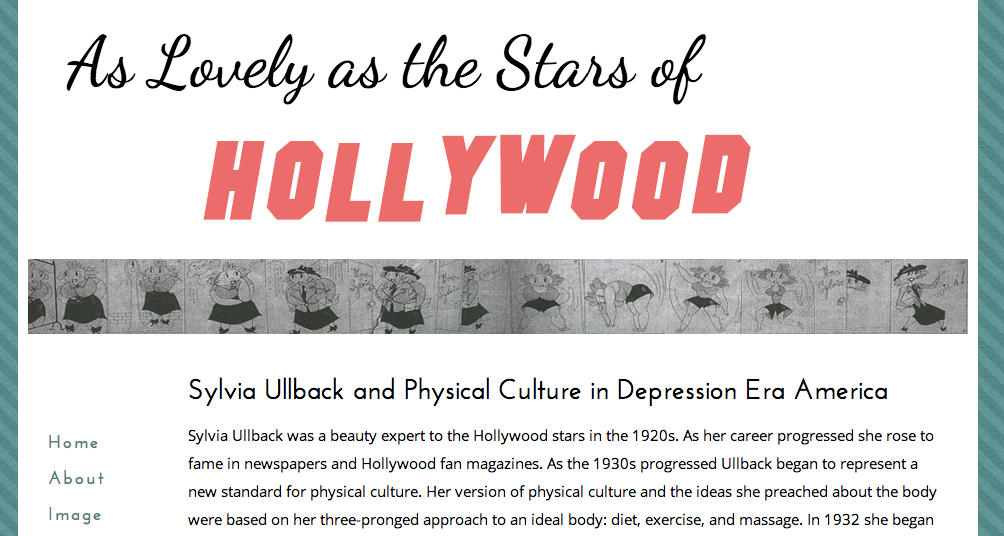 As Lovely as the Stars of
HOLLYWOOD
Sylvia Ullback and Physical Culture in Depression Era America
Home
About
Image
Sylvia Ullback was a beauty expert to the Hollywood stars in the 1920s. As her career progressed she rose to
fame in newspapers and Hollywood fan magazines. As the 1930s progressed Ullback began to represent a
new standard for physical culture. Her version of physical culture and the ideas she preached about the body
were based on her three-pronged approach to an ideal body: diet, exercise, and massage. In 1932 she began